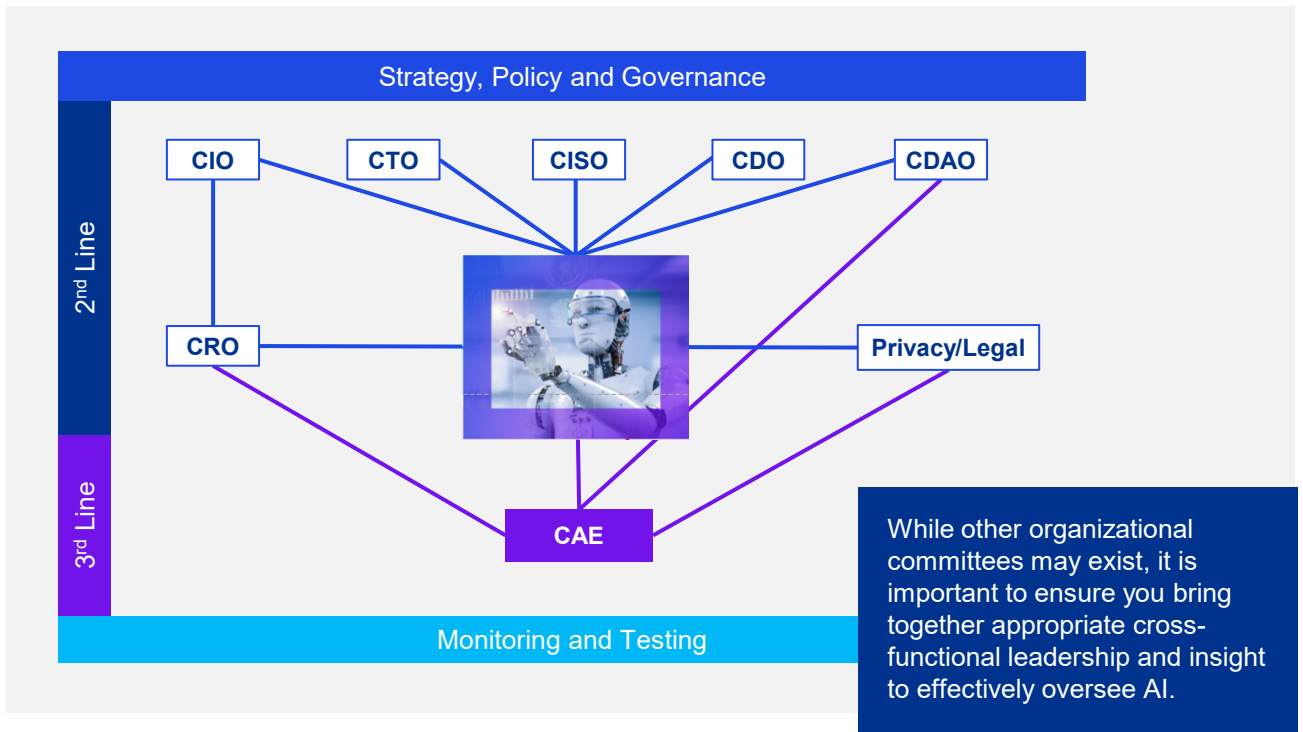 Strategy, Policy and Governance
CIO
CTO
CISO
CDO
CDAO
2nd Line
CRO
Privacy/Legal
3rd Line
CAE
Monitoring and Testing
While other organizational
committees may exist, it is
important to ensure you bring
together appropriate cross-
functional leadership and insight
to effectively oversee AI.